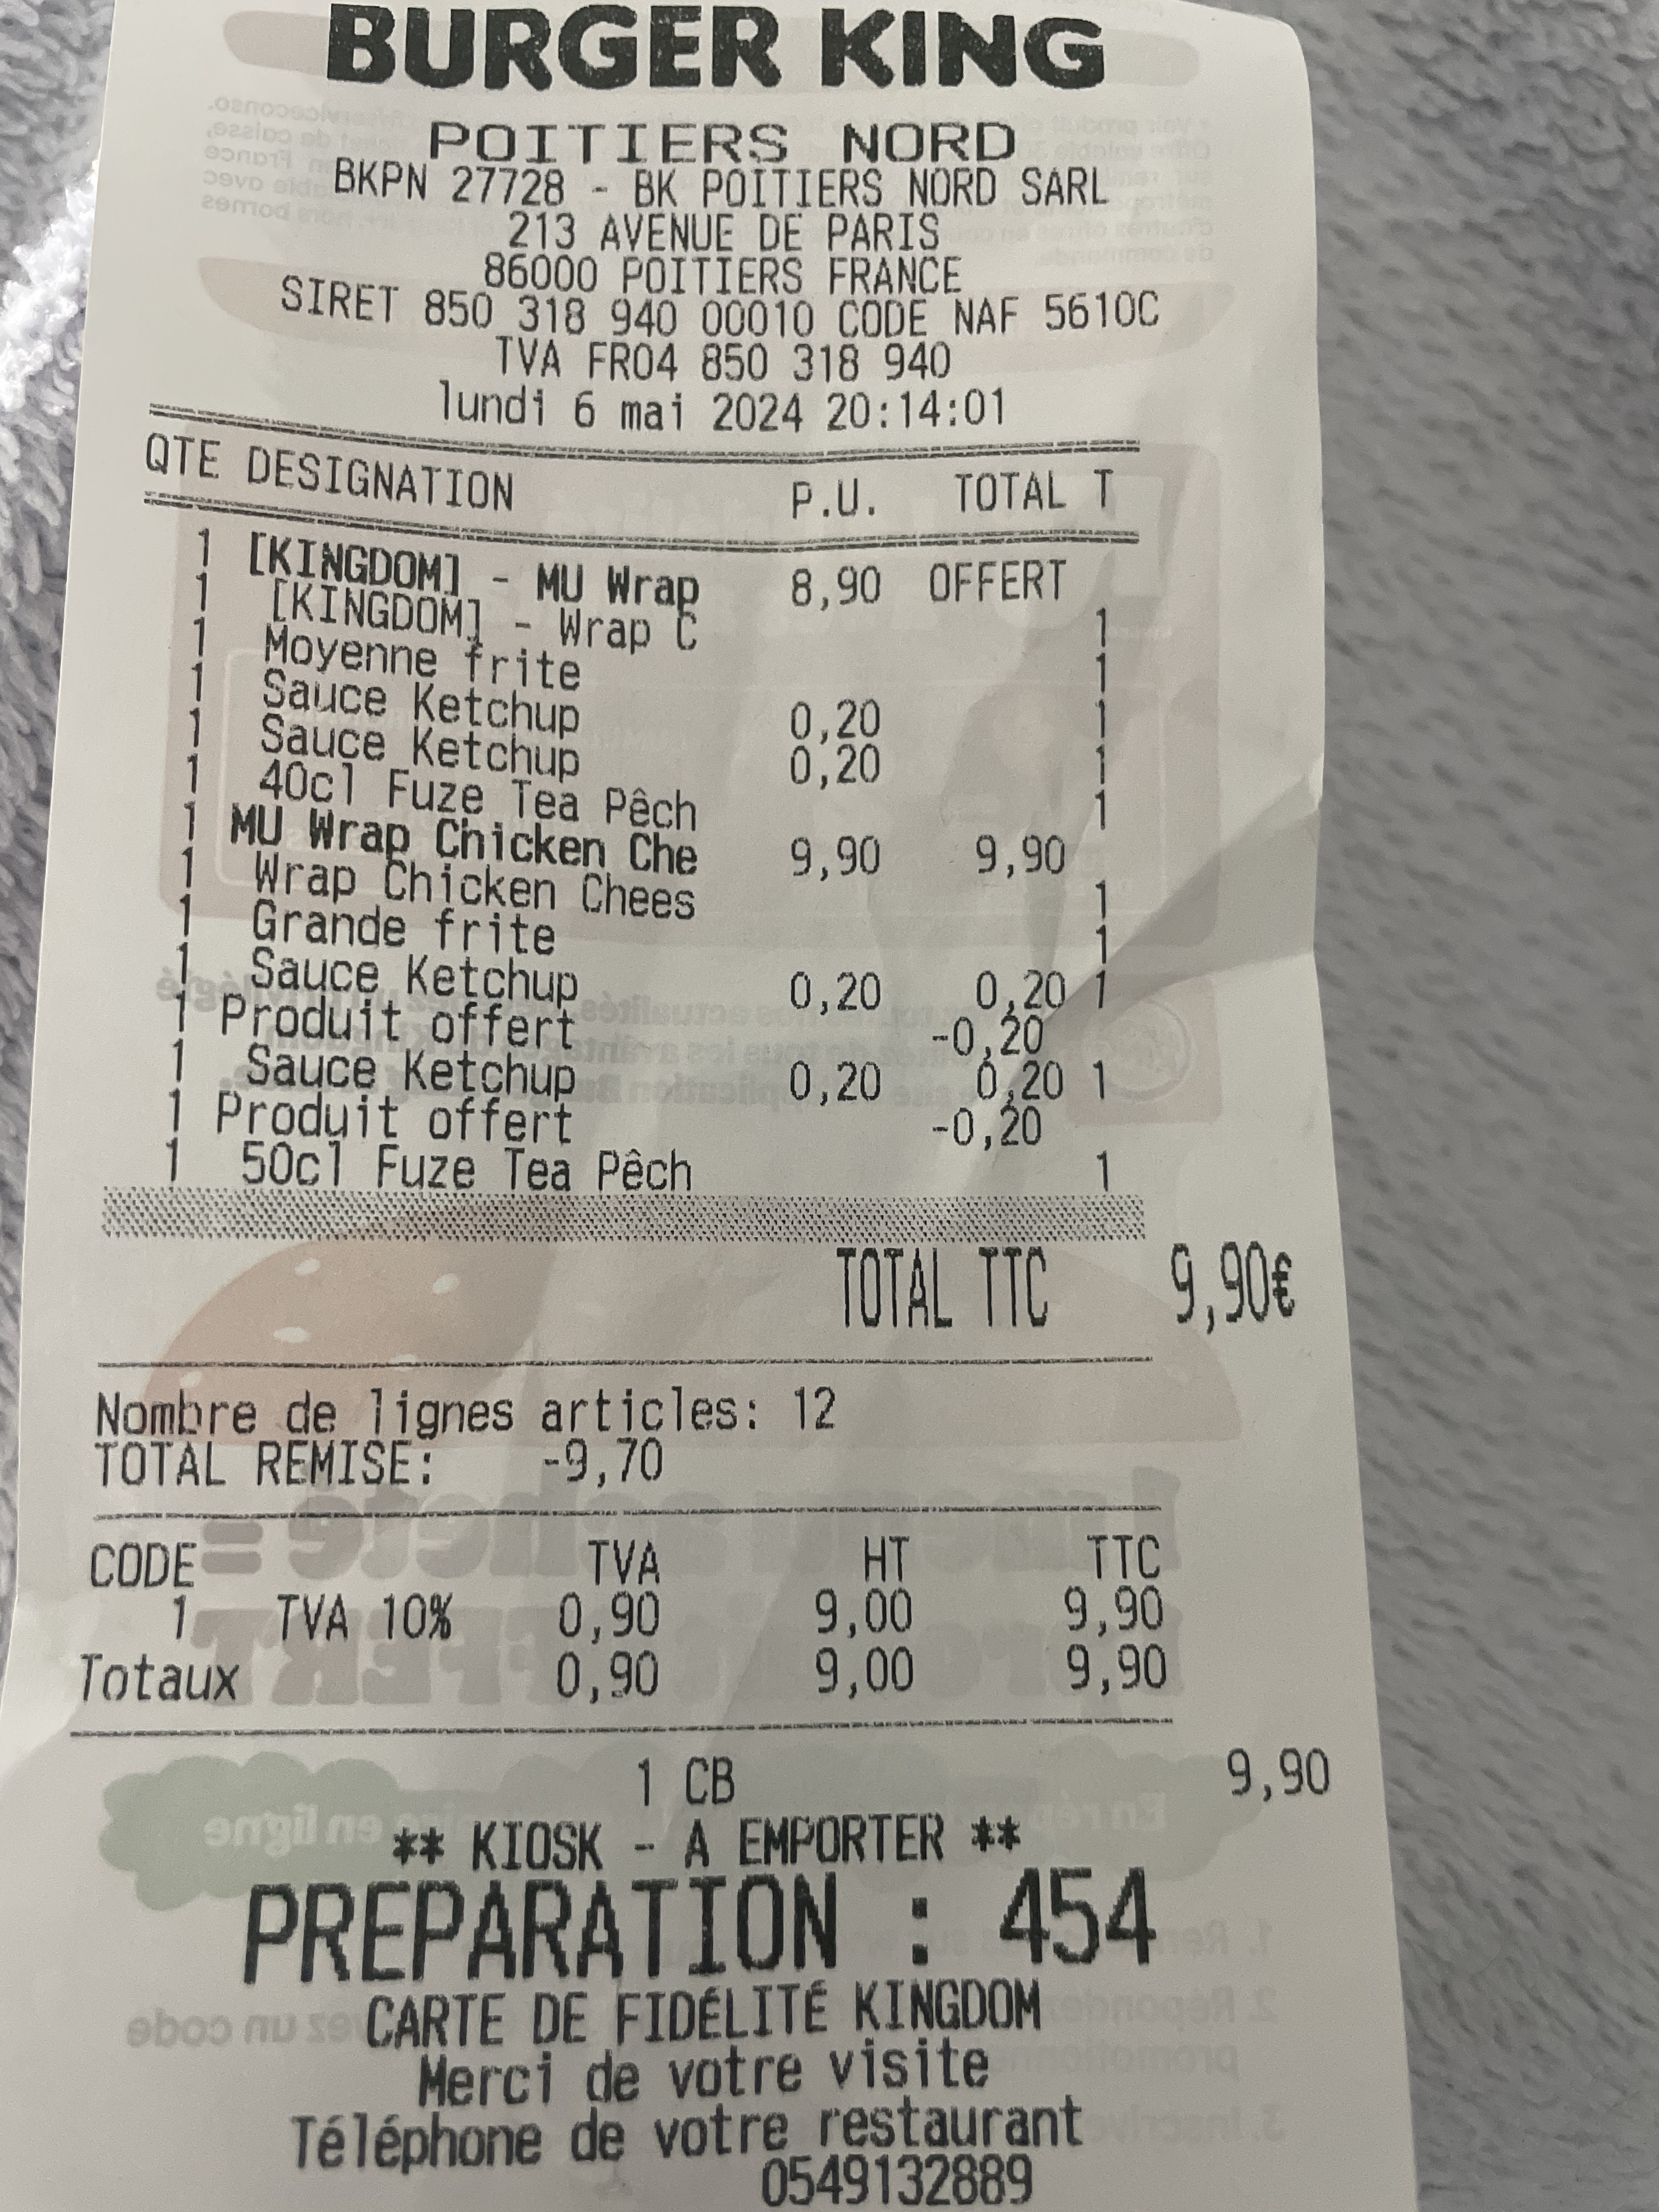 BURGER KING
POITIERS NORD
BKPN 27728 - BK POITIERS NORD SARL
213 AVENUE DE PARIS
86000 POITIERS FRANCE
SIRET 850 318 940 00010 CODE NAF 5610C
TVA FR04 850 318 940
lundi 6 mai 2024 20:14:01
QTE DESIGNATION P.U. TOTAL T
1 [KINGDOM] - MU Wrap 8,90 OFFERT
1 [KINGDOM] - Wrap C 1
1 Moyenne frite 1
1 Sauce Ketchup 0,20 1
1 Sauce Ketchup 0,20 1
1 40cl Fuze Tea Pêch 1
1 MU Wrap Chicken Che 9,90 9,90
1 Wrap Chicken Chees 1
1 Grande frite 1
1 Sauce Ketchup 0,20 0,20 1
1 Produit offert -0,20
1 Sauce Ketchup 0,20 0,20 1
1 Produit offert -0,20
1 50cl Fuze Tea Pêch 1
TOTAL TTC 9,90€
Nombre de lignes articles: 12
TOTAL REMISE: -9,70
CODE TVA HT TTC
1 TVA 10% 0,90 9,00 9,90
Totaux 0,90 9,00 9,90
1 CB 9,90
** KIOSK - A EMPORTER **
PREPARATION : 454
CARTE DE FIDÉLITÉ KINGDOM
Merci de votre visite
Téléphone de votre restaurant
0549132889